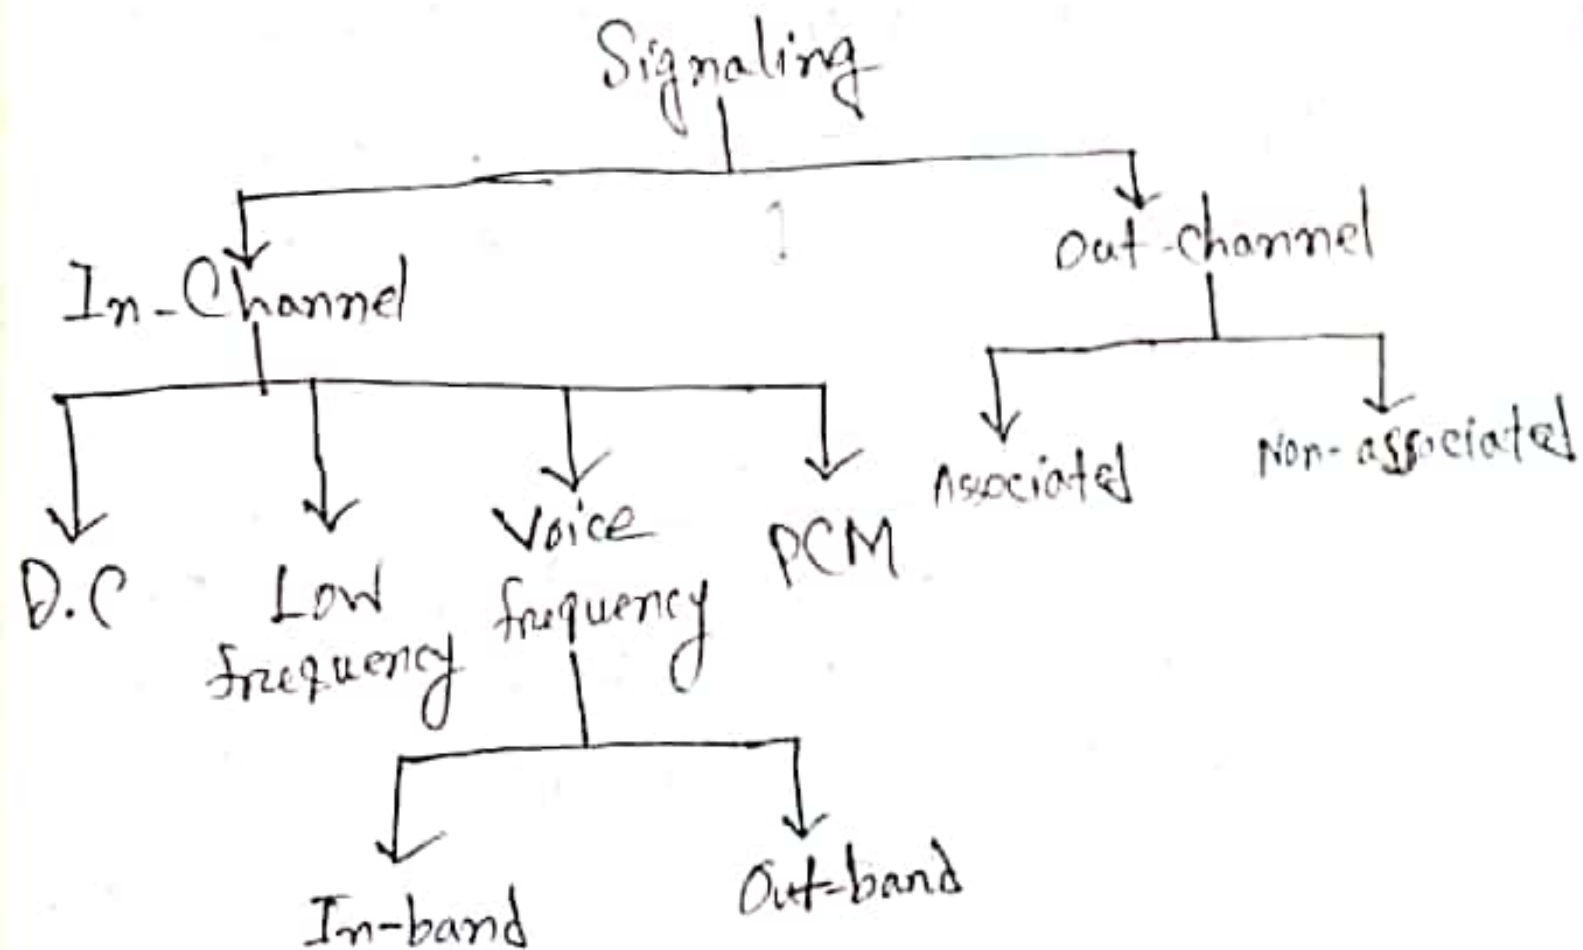 Signaling
In-Channel
Out-channel
D.C
Low
frequency
Voice
frequency
PCM
Associated
Non-associated
In-band
Out-band